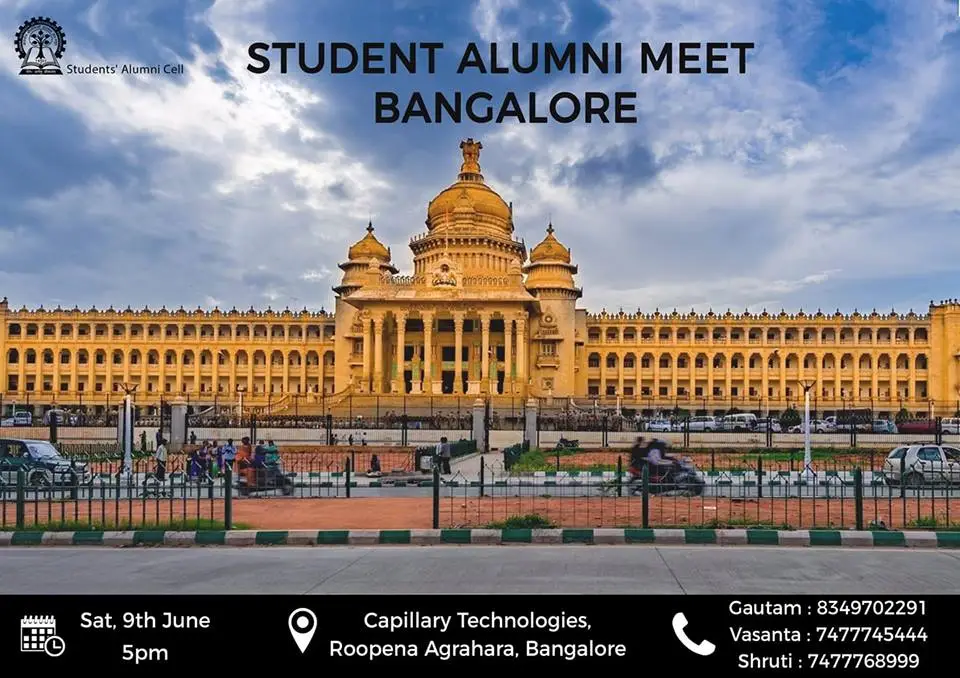 Students' Alumni Cell
STUDENT ALUMNI MEET
BANGALORE
Sat, 9th June
5pm
Capillary Technologies,
Roopena Agrahara, Bangalore
Gautam : 8349702291
Vasanta : 7477745444
Shruti : 7477768999